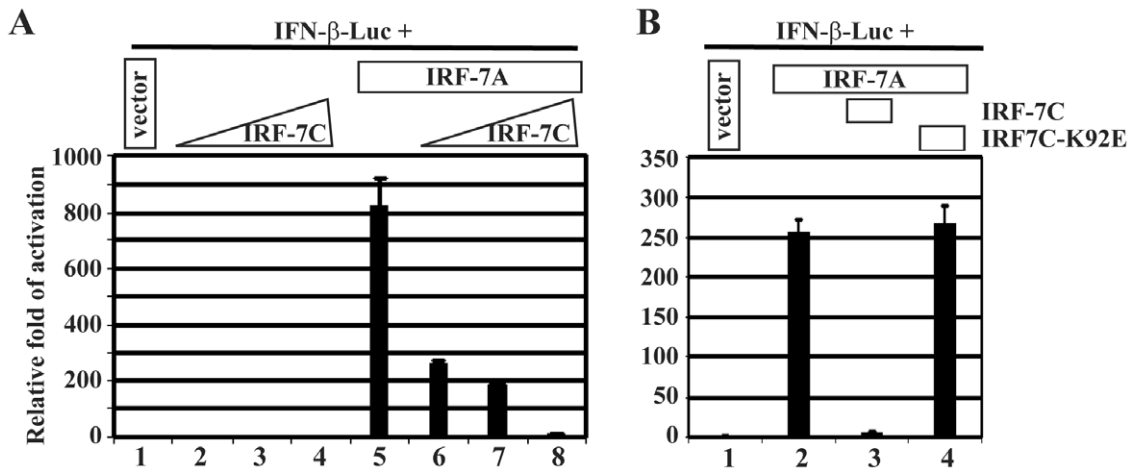 A
IFN-β-Luc +
vector
IRF-7A
IRF-7C
IRF-7C
Relative fold of activation
1000
800
600
400
200
0
1 2 3 4 5 6 7 8
B
IFN-β-Luc +
vector
IRF-7A
IRF-7C
IRF7C-K92E
350
300
250
200
150
100
50
0
1 2 3 4